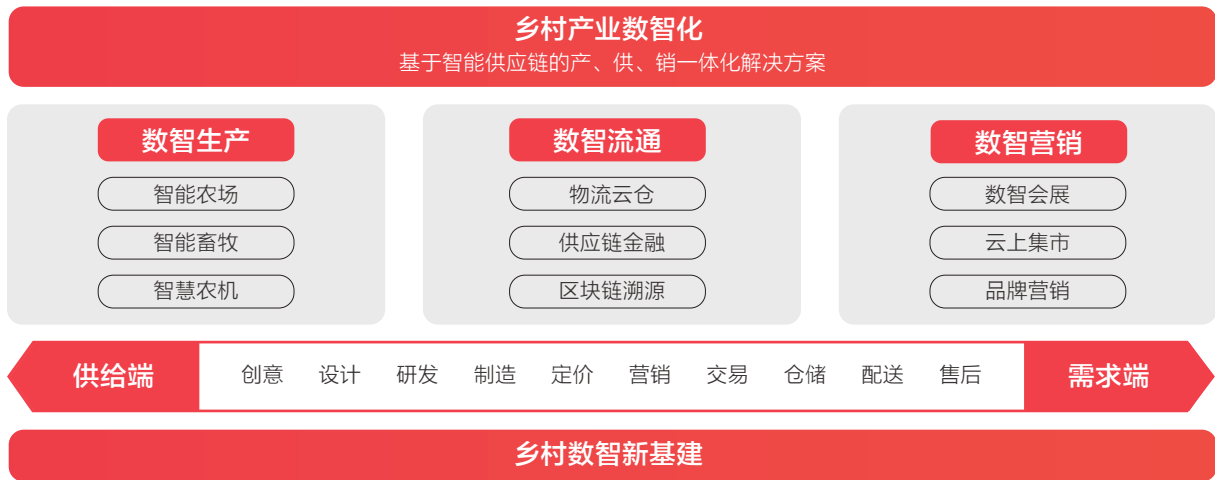 乡村产业数智化
基于智能供应链的产、供、销一体化解决方案
数智生产
智能农场
智能畜牧
智慧农机
数智流通
物流云仓
供应链金融
区块链溯源
数智营销
数智会展
云上集市
品牌营销
供给端 创意 设计 研发 制造 定价 营销 交易 仓储 配送 售后 需求端
乡村数智新基建